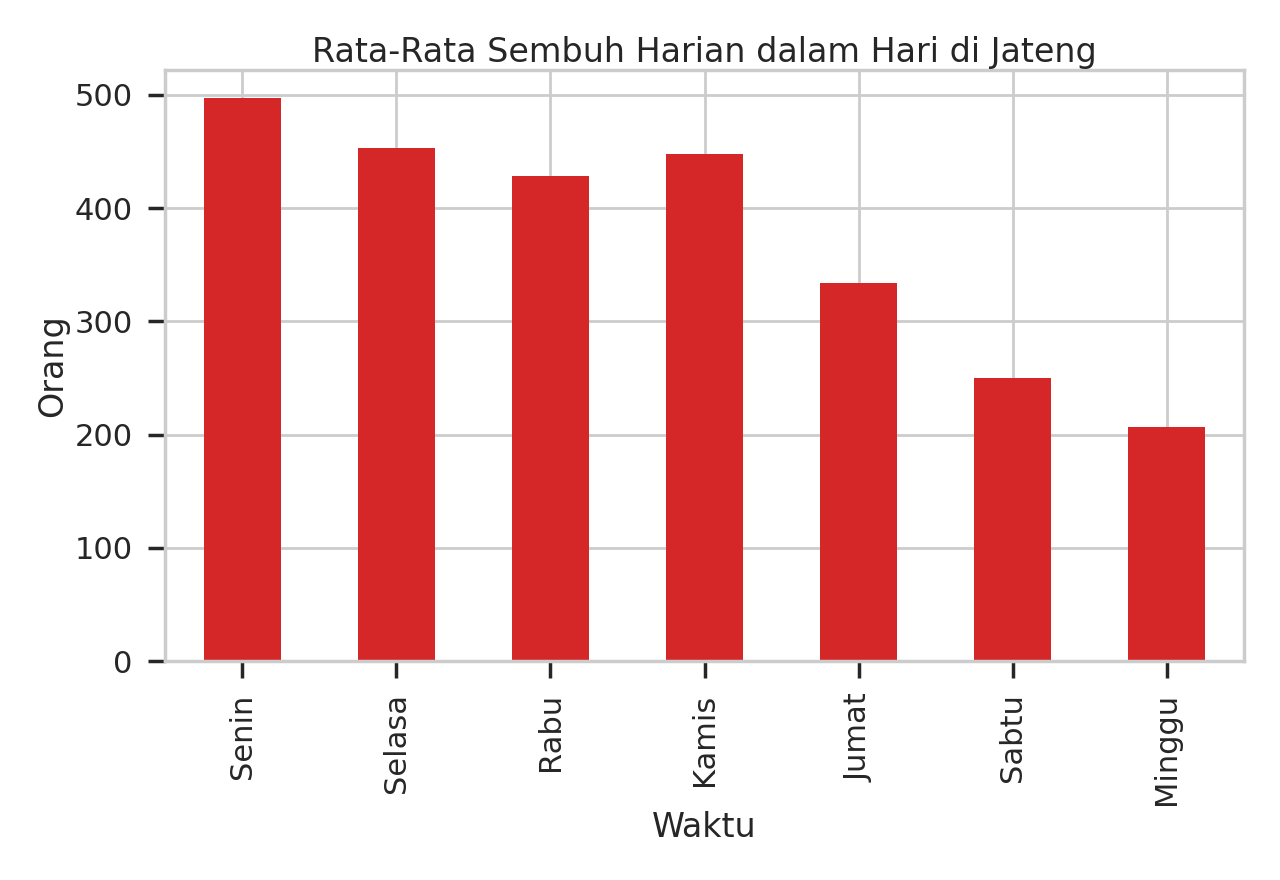 Rata-Rata Sembuh Harian dalam Hari di Jateng
Orang
500
400
300
200
100
0
Senin
Selasa
Rabu
Kamis
Jumat
Sabtu
Minggu
Waktu